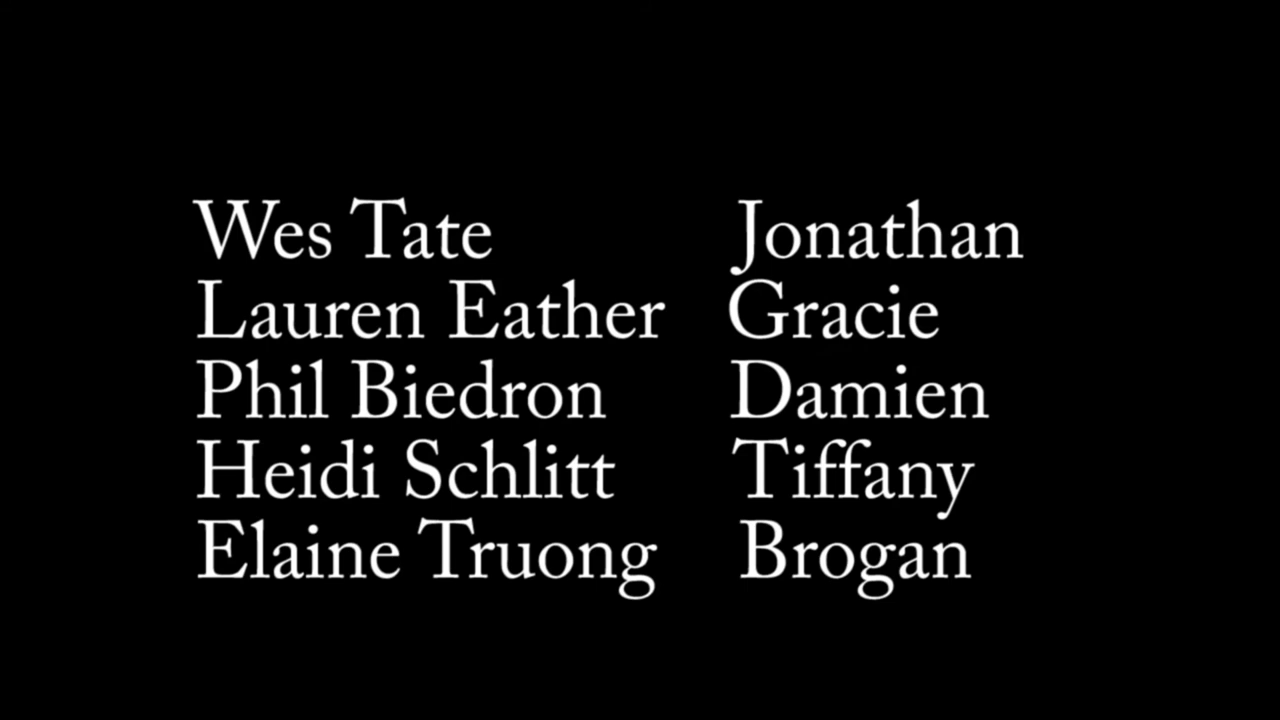 Wes Tate Jonathan
Lauren Eather Gracie
Phil Biedron Damien
Heidi Schlitt Tiffany
Elaine Truong Brogan